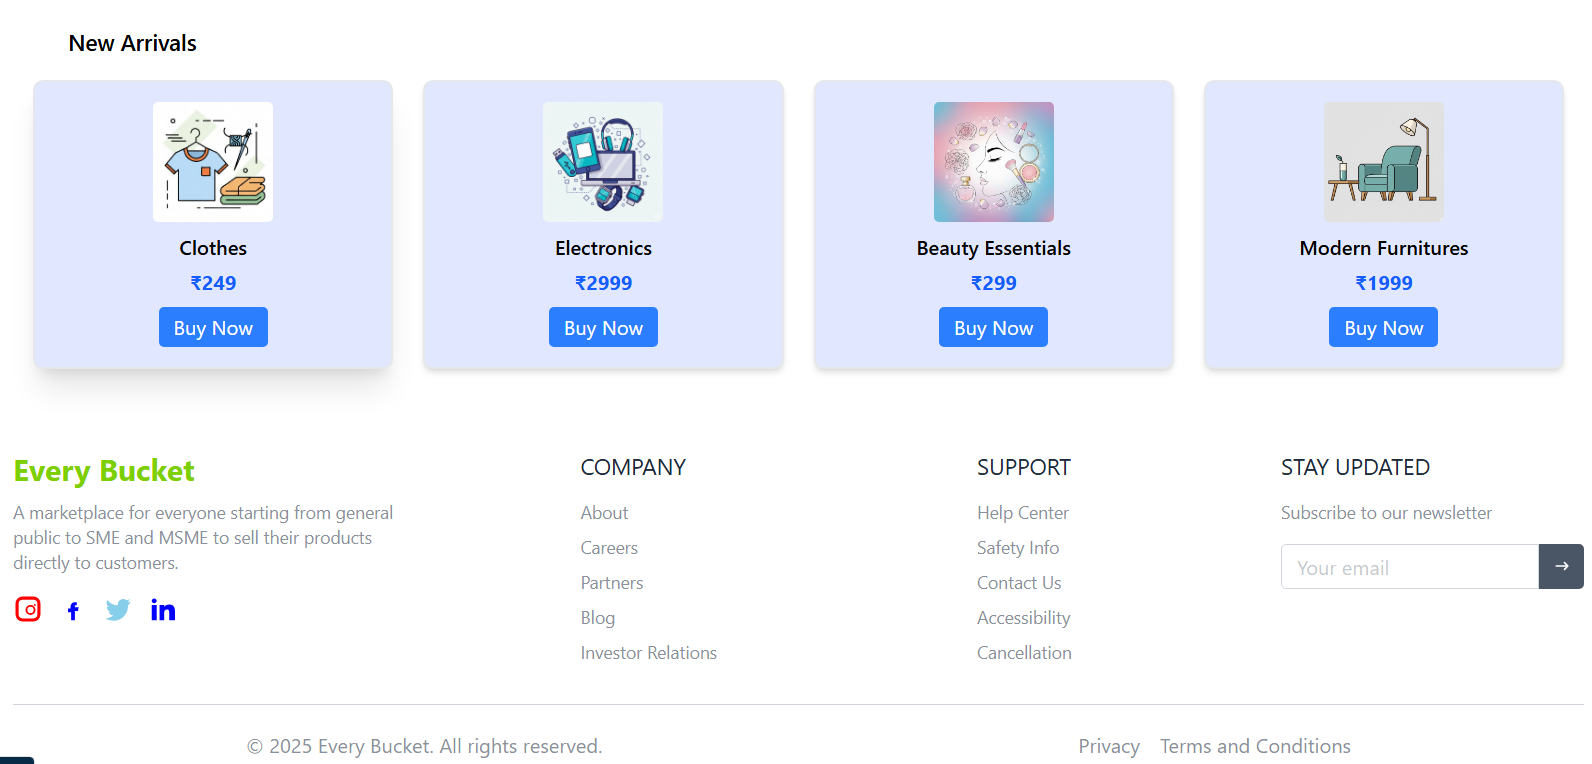 New Arrivals
Clothes
₹249
Buy Now
Electronics
₹2999
Buy Now
Beauty Essentials
₹299
Buy Now
Modern Furnitures
₹1999
Buy Now
Every Bucket
A marketplace for everyone starting from general
public to SME and MSME to sell their products
directly to customers.
COMPANY
About
Careers
Partners
Blog
Investor Relations
SUPPORT
Help Center
Safety Info
Contact Us
Accessibility
Cancellation
STAY UPDATED
Subscribe to our newsletter
Your email
© 2025 Every Bucket. All rights reserved.
Privacy Terms and Conditions